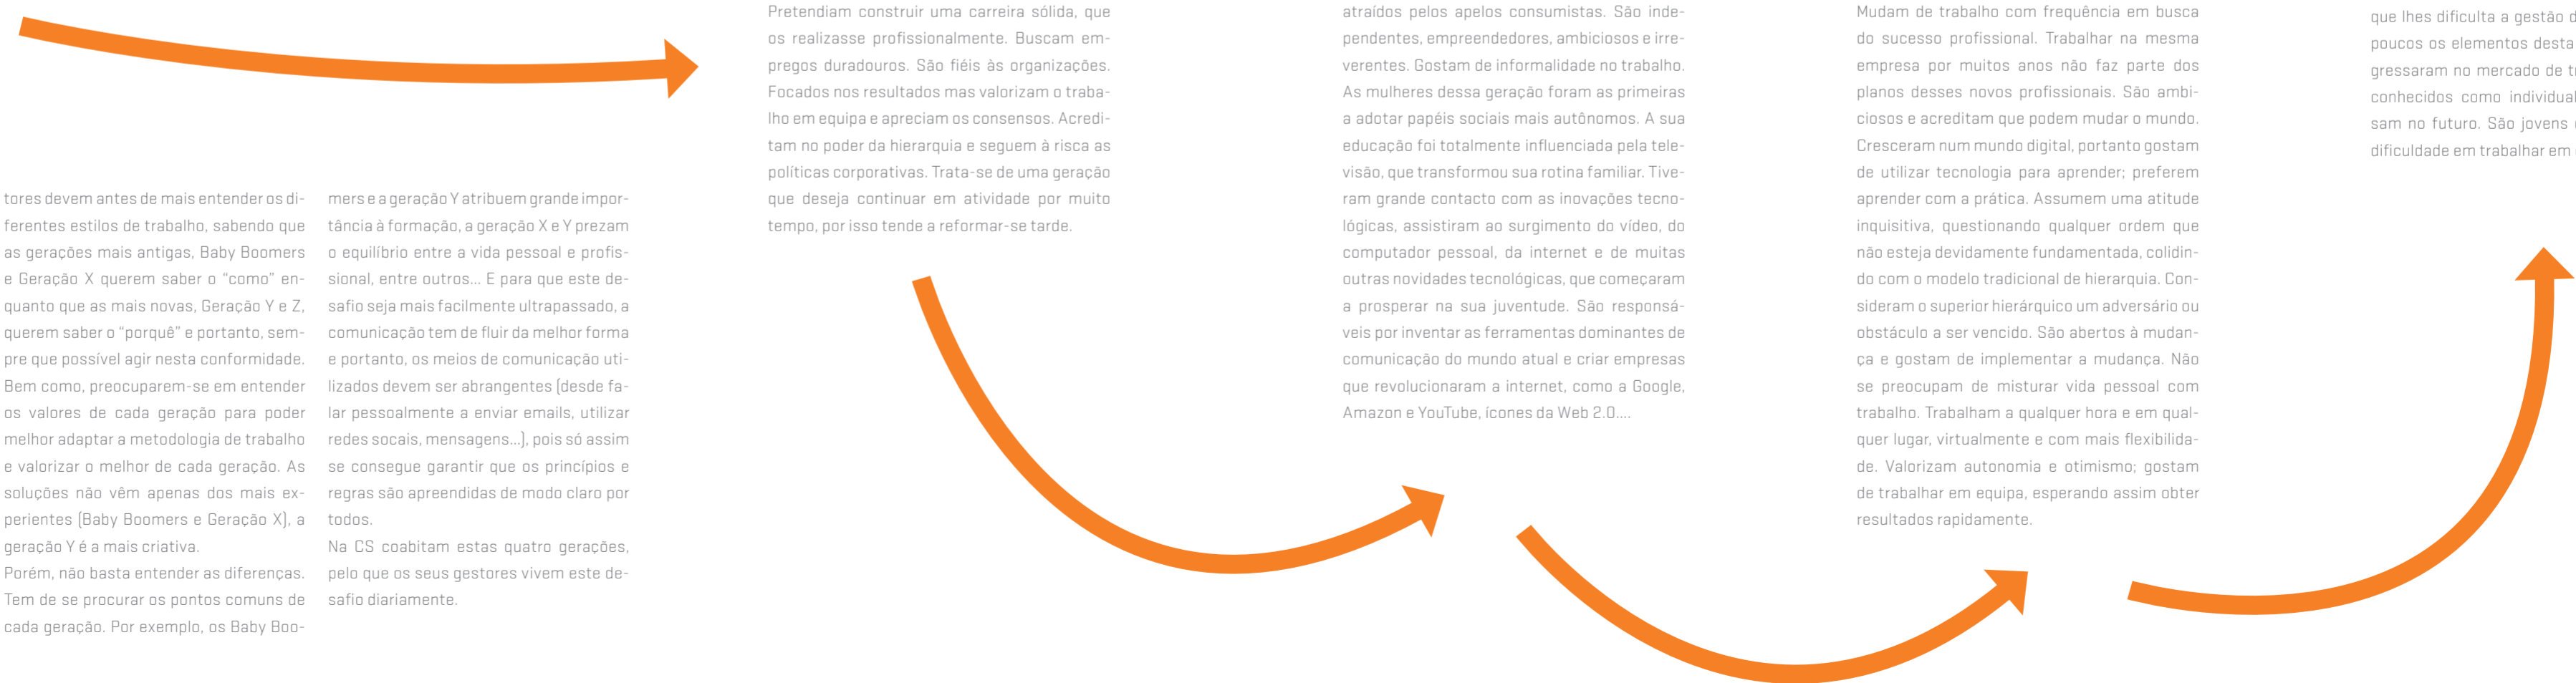 tores devem antes de mais entender os di-
ferentes estilos de trabalho, sabendo que
as gerações mais antigas, Baby Boomers
e Geração X querem saber o “como” en-
quanto que as mais novas, Geração Y e Z,
querem saber o “porquê” e portanto, sem-
pre que possível agir nesta conformidade.
Bem como, preocuparem-se em entender
os valores de cada geração para poder
melhor adaptar a metodologia de trabalho
e valorizar o melhor de cada geração. As
soluções não vêm apenas dos mais ex-
perientes (Baby Boomers e Geração X), a
geração Y é a mais criativa.
Porém, não basta entender as diferenças.
Tem de se procurar os pontos comuns de
cada geração. Por exemplo, os Baby Boo-
mers e a geração Y atribuem grande impor-
tância à formação, a geração X e Y prezam
o equilíbrio entre a vida pessoal e profis-
sional, entre outros... E para que este de-
safio seja mais facilmente ultrapassado, a
comunicação tem de fluir da melhor forma
e portanto, os meios de comunicação uti-
lizados devem ser abrangentes (desde fa-
lar pessoalmente a enviar emails, utilizar
redes socais, mensagens...), pois só assim
se consegue garantir que os princípios e
regras são apreendidas de modo claro por
todos.
Na CS coabitam estas quatro gerações,
pelo que os seus gestores vivem este de-
safio diariamente.
Pretendiam construir uma carreira sólida, que
os realizasse profissionalmente. Buscam em-
pregos duradouros. São fiéis às organizações.
Focados nos resultados mas valorizam o traba-
lho em equipa e apreciam os consensos. Acredi-
tam no poder da hierarquia e seguem à risca as
políticas corporativas. Trata-se de uma geração
que deseja continuar em atividade por muito
tempo, por isso tende a reformar-se tarde.
atraídos pelos apelos consumistas. São inde-
pendentes, empreendedores, ambiciosos e irre-
verentes. Gostam de informalidade no trabalho.
As mulheres dessa geração foram as primeiras
a adotar papéis sociais mais autônomos. A sua
educação foi totalmente influenciada pela tele-
visão, que transformou sua rotina familiar. Tive-
ram grande contacto com as inovações tecno-
lógicas, assistiram ao surgimento do vídeo, do
computador pessoal, da internet e de muitas
outras novidades tecnológicas, que começaram
a prosperar na sua juventude. São responsá-
veis por inventar as ferramentas dominantes de
comunicação do mundo atual e criar empresas
que revolucionaram a internet, como a Google,
Amazon e YouTube, ícones da Web 2.0....
Mudam de trabalho com frequência em busca
do sucesso profissional. Trabalhar na mesma
empresa por muitos anos não faz parte dos
planos desses novos profissionais. São ambi-
ciosos e acreditam que podem mudar o mundo.
Cresceram num mundo digital, portanto gostam
de utilizar tecnologia para aprender; preferem
aprender com a prática. Assumem uma atitude
inquisitiva, questionando qualquer ordem que
não esteja devidamente fundamentada, colidin-
do com o modelo tradicional de hierarquia. Con-
sideram o superior hierárquico um adversário ou
obstáculo a ser vencido. São abertos à mudan-
ça e gostam de implementar a mudança. Não
se preocupam de misturar vida pessoal com
trabalho. Trabalham a qualquer hora e em qual-
quer lugar, virtualmente e com mais flexibilida-
de. Valorizam autonomia e otimismo; gostam
de trabalhar em equipa, esperando assim obter
resultados rapidamente.
que lhes dificulta a gestão
poucos os elementos desta
gressaram no mercado de
conhecidos como
sam no futuro. São jovens
dificuldade em trabalhar em